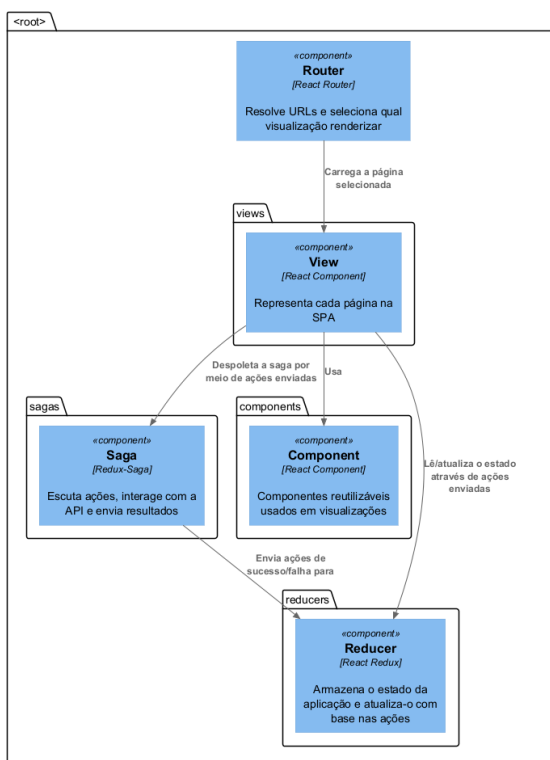 <root>
«component»
Router
[React Router]
Resolve URLs e seleciona qual
visualização renderizar
Carrega a página
selecionada
views
«component»
View
[React Component]
Representa cada página na
SPA
Despoleta a saga por
meio de ações enviadas
Usa
sagas
«component»
Saga
[Redux-Saga]
Escuta ações, interage com a
API e envia resultados
components
«component»
Component
[React Component]
Componentes reutilizáveis
usados em visualizações
Lê/atualiza o estado
através de ações
enviadas
Envia ações de
sucesso/falha para
reducers
«component»
Reducer
[React Redux]
Armazena o estado da
aplicação e atualiza-o com
base nas ações